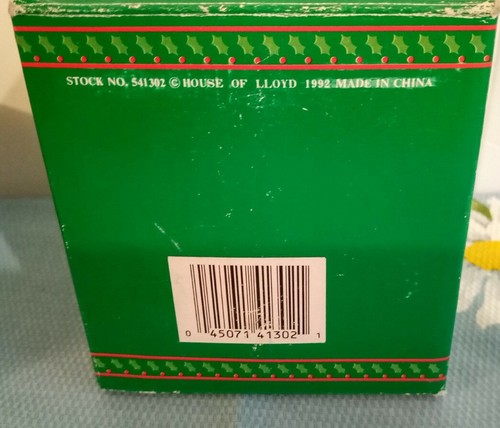 STOCK NO. 541302 © HOUSE OF LLOYD 1992 MADE IN CHINA
0 45071 41302 1